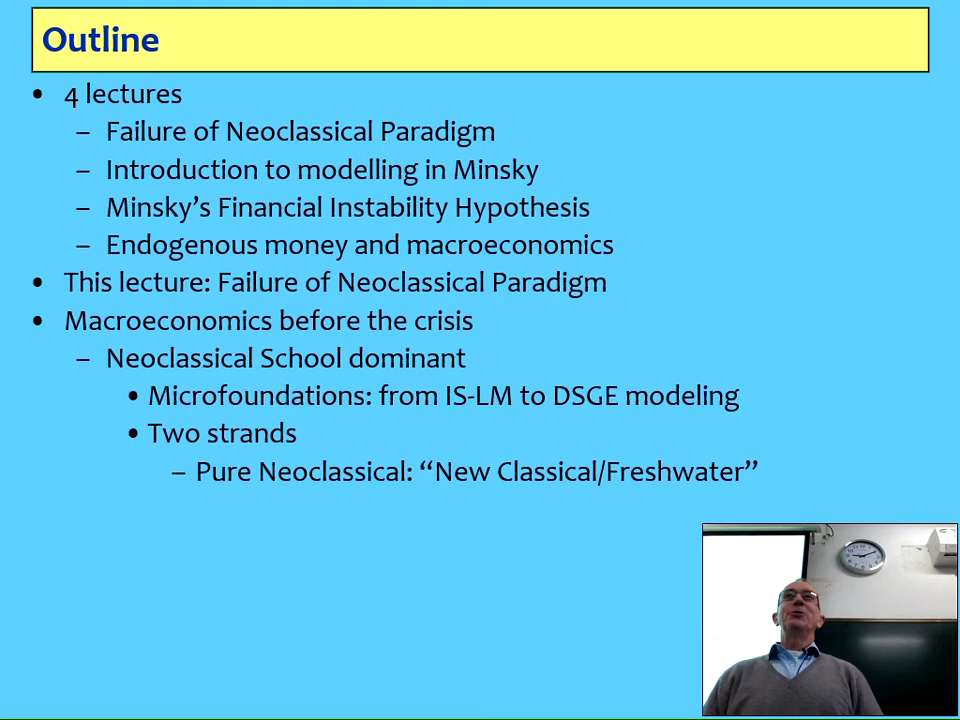 Outline
• 4 lectures
– Failure of Neoclassical Paradigm
– Introduction to modelling in Minsky
– Minsky’s Financial Instability Hypothesis
– Endogenous money and macroeconomics
• This lecture: Failure of Neoclassical Paradigm
• Macroeconomics before the crisis
– Neoclassical School dominant
• Microfoundations: from IS-LM to DSGE modeling
• Two strands
– Pure Neoclassical: “New Classical/Freshwater”